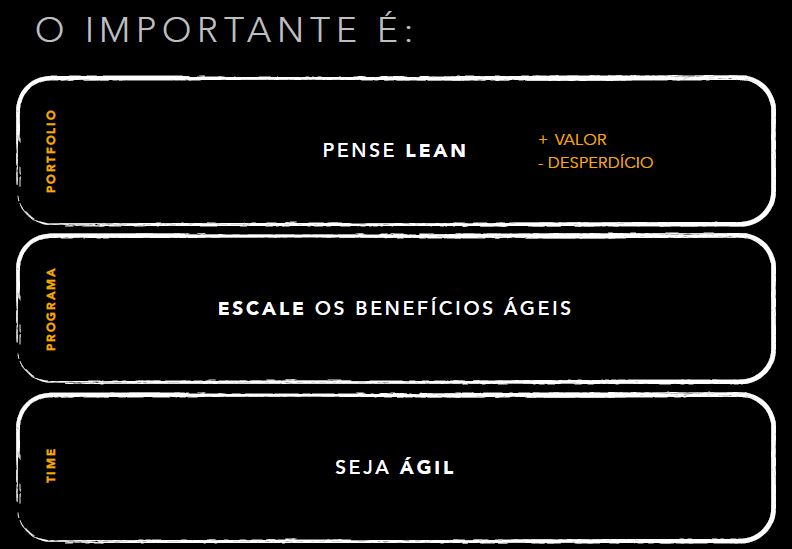 O IMPORTANTE É:
PORTFOLIO
PENSE LEAN
+ VALOR
- DESPERDÍCIO
PROGRAMA
ESCALE OS BENEFÍCIOS ÁGEIS
TIME
SEJA ÁGIL